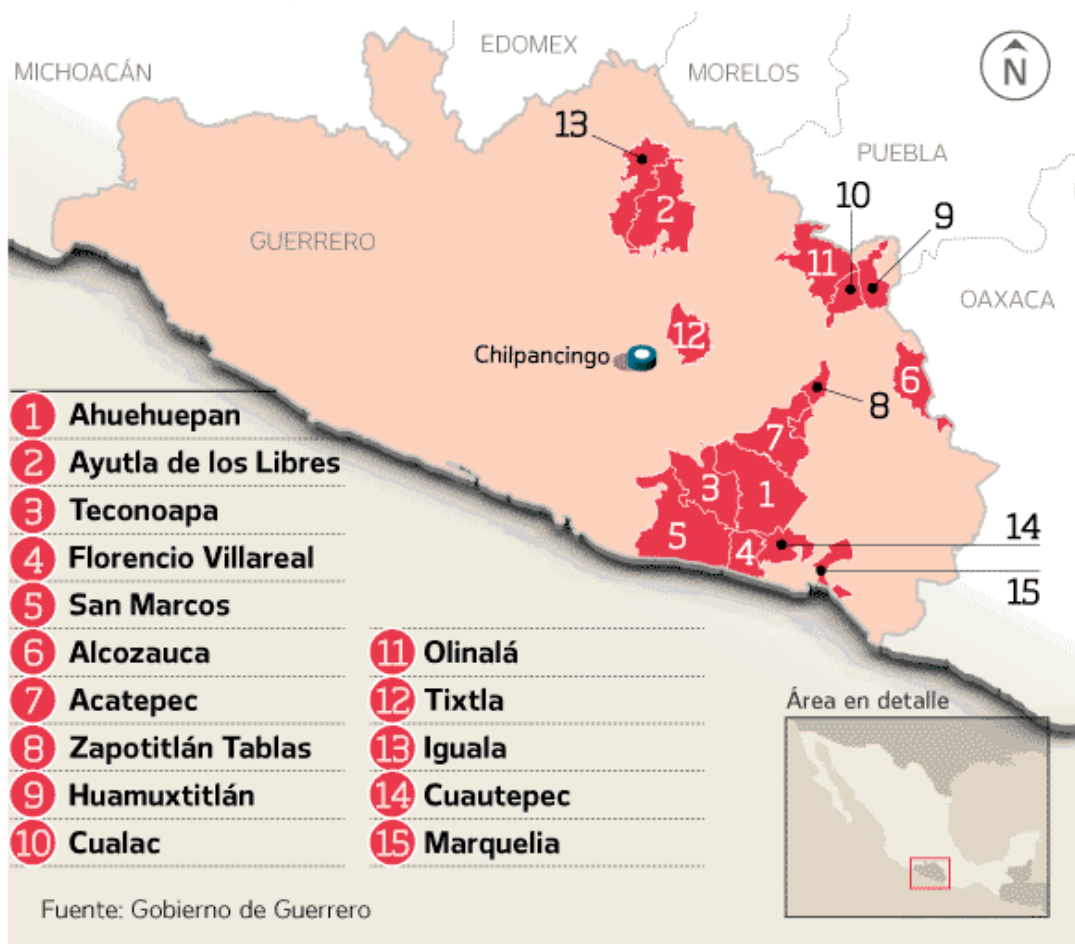 MICHOACÁN
EDOMEX
MORELOS
N
PUEBLA
OAXACA
GUERRERO
Chilpancingo
13
2
10
9
11
12
6
8
7
3
1
5
4
14
15
1 Ahuehuepan
2 Ayutla de los Libres
3 Teconoapa
4 Florencio Villareal
5 San Marcos
6 Alcozauca
7 Acatepec
8 Zapotitlán Tablas
9 Huamuxtitlán
10 Cualac
11 Olinalá
12 Tixtla
13 Iguala
14 Cuautepec
15 Marquelia
Área en detalle
Fuente: Gobierno de Guerrero